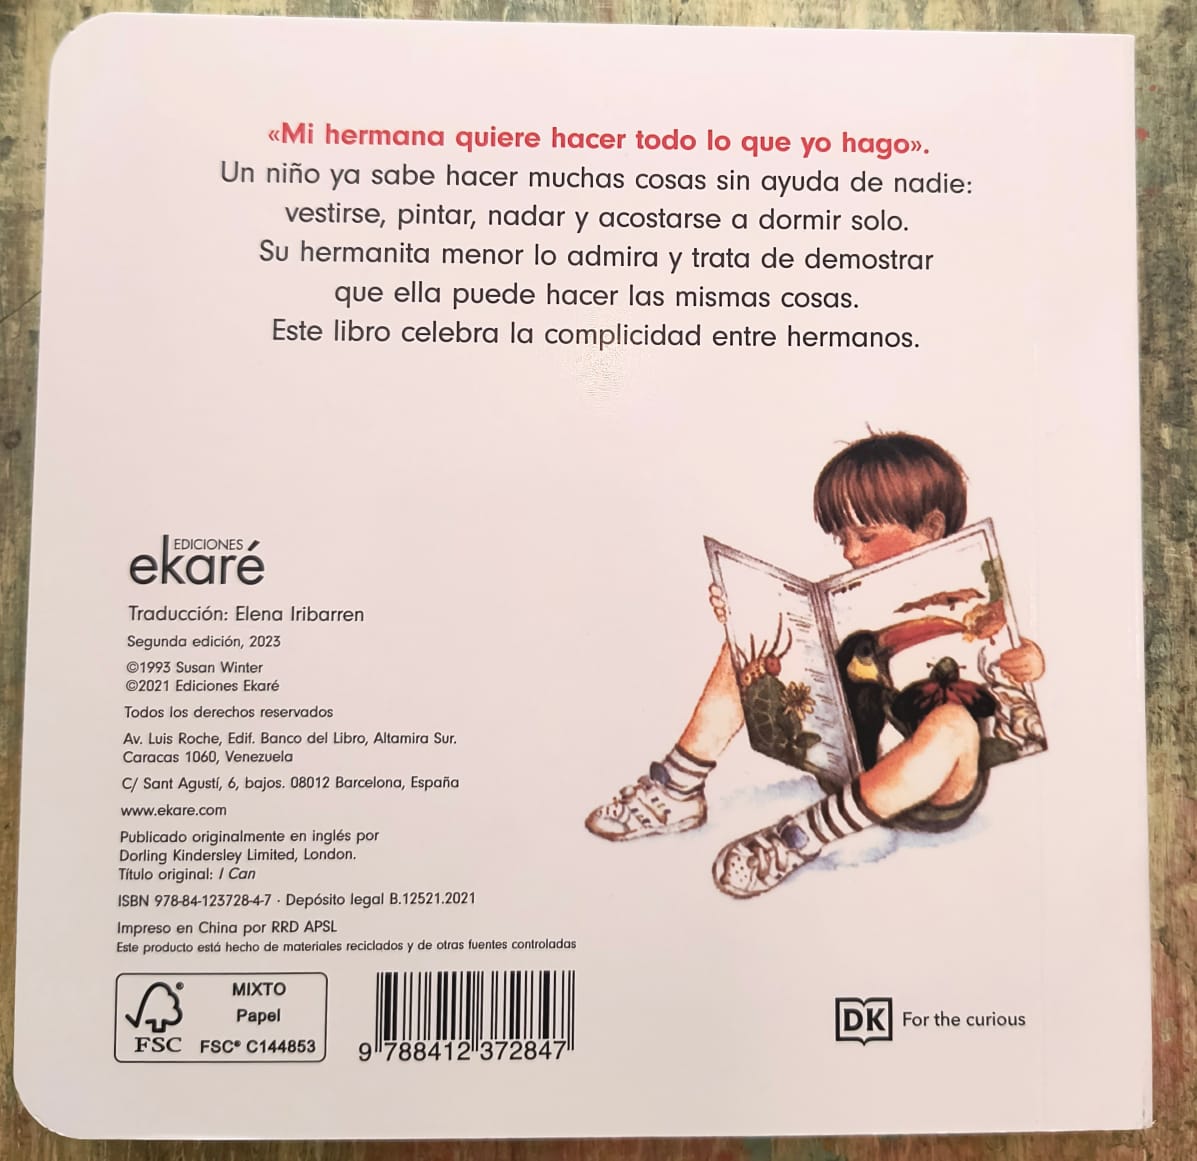 «Mi hermana quiere hacer todo lo que yo hago».
Un niño ya sabe hacer muchas cosas sin ayuda de nadie:
vestirse, pintar, nadar y acostarse a dormir solo.
Su hermanita menor lo admira y trata de demostrar
que ella puede hacer las mismas cosas.
Este libro celebra la complicidad entre hermanos.
EDICIONES
ekaré
Traducción: Elena Iribarren
Segunda edición, 2023
©1993 Susan Winter
©2021 Ediciones Ekaré
Todos los derechos reservados
Av. Luis Roche, Edif. Banco del Libro, Altamira Sur.
Caracas 1060, Venezuela
C/ Sant Agustí, 6, bajos. 08012 Barcelona, España
www.ekare.com
Publicado originalmente en inglés por
Dorling Kindersley Limited, London.
Título original: I Can
ISBN 978-84-123728-4-7 · Depósito legal B.12521.2021
Impreso en China por RRD APSL
Este producto está hecho de materiales reciclados y de otras fuentes controladas
MIXTO
Papel
FSC® C144853
FSC
9 788412 372847
DK For the curious